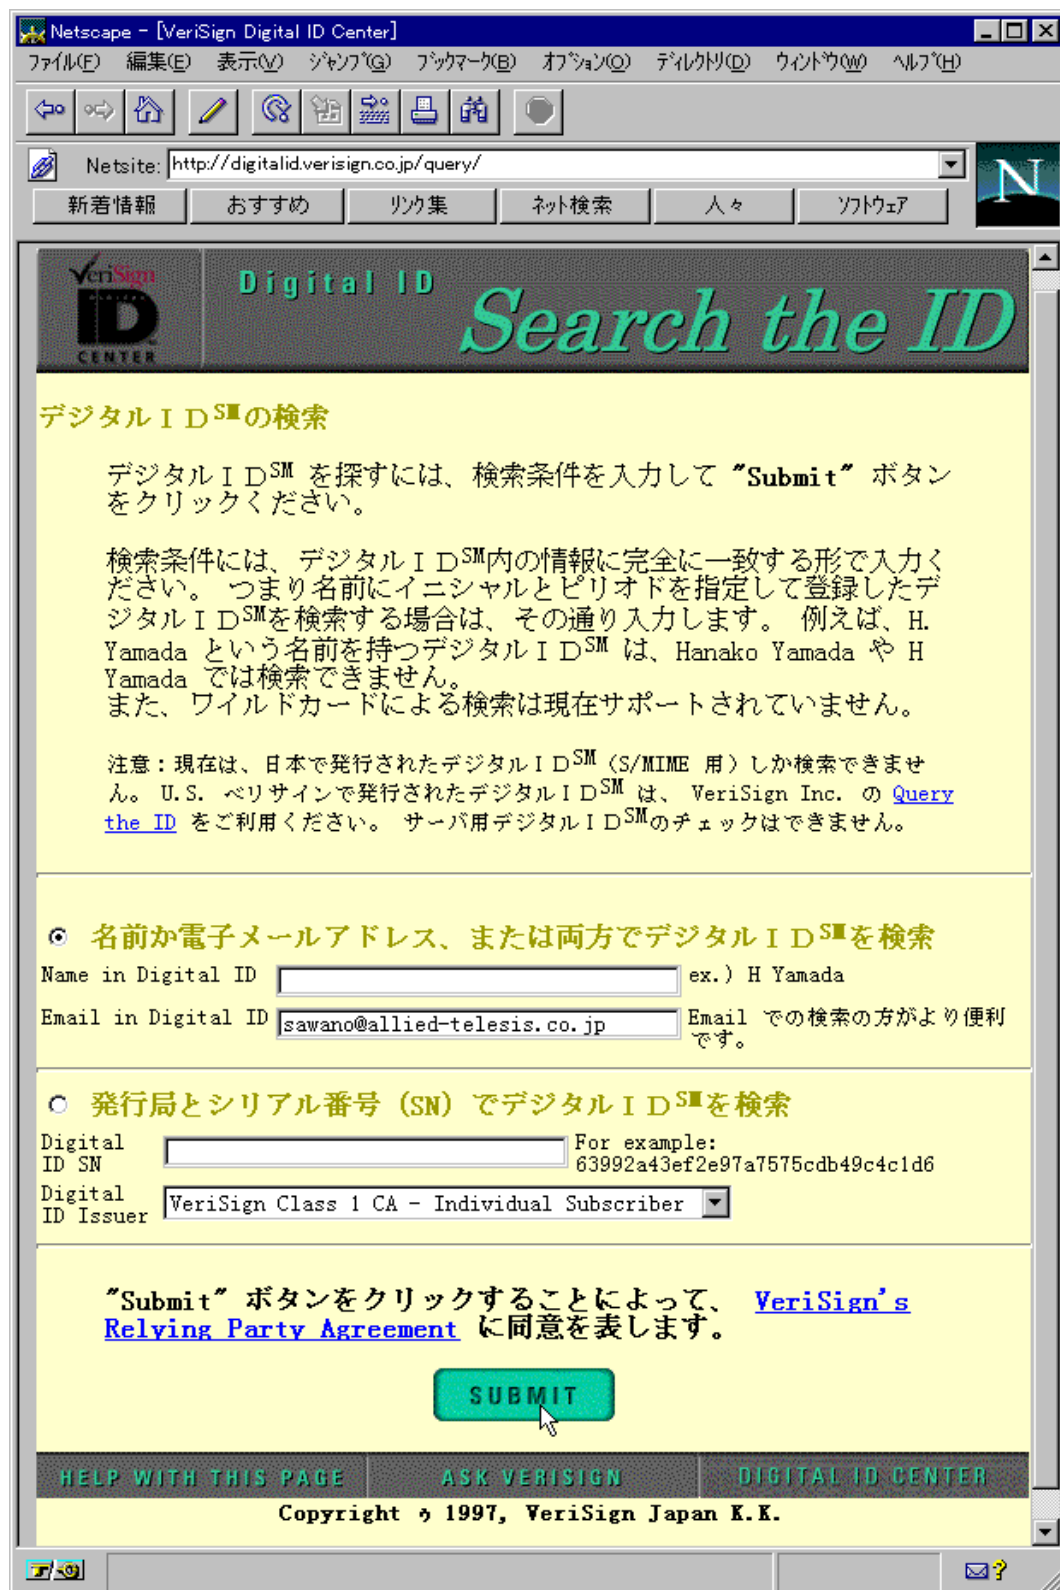 Netscape - [VeriSign Digital ID Center]
ファイル(F) 編集(E) 表示(V) ジャンプ(G) ブックマーク(B) オプション(O) ディレクトリ(D) ウィンドウ(W) ヘルプ(H)
Netsite: http://digitalid.verisign.co.jp/query/
N
新着情報 おすすめ リンク集 ネット検索 人々 ソフトウェア
VeriSign
ID
CENTER
Digital ID
Search the ID
デジタルＩＤSMの検索
デジタルＩＤSM を探すには、検索条件を入力して "Submit" ボタン
をクリックください。
検索条件には、デジタルＩＤSM内の情報に完全に一致する形で入力く
ださい。 つまり名前にイニシャルとピリオドを指定して登録したデ
ジタルＩＤSMを検索する場合は、その通り入力します。 例えば、H.
Yamada という名前を持つデジタルＩＤSM は、Hanako Yamada や H
Yamada では検索できません。
また、ワイルドカードによる検索は現在サポートされていません。
注意：現在は、日本で発行されたデジタルＩＤSM（S/MIME 用）しか検索できませ
ん。 U.S. ベリサインで発行されたデジタルＩＤSM は、 VeriSign Inc. の Query
the ID をご利用ください。 サーバ用デジタルＩＤSMのチェックはできません。
名前か電子メールアドレス、または両方でデジタルＩＤSMを検索
Name in Digital ID ex.) H Yamada
Email in Digital ID sawano@allied-telesis.co.jp Email での検索の方がより便利
です。
発行局とシリアル番号（SN）でデジタルＩＤSMを検索
Digital
ID SN
For example:
63992a43ef2e97a7575cdb49c4c1d6
Digital
ID Issuer
VeriSign Class 1 CA - Individual Subscriber
"Submit" ボタンをクリックすることによって、 VeriSign's
Relying Party Agreement に同意を表します。
SUBMIT
HELP WITH THIS PAGE ASK VERISIGN DIGITAL ID CENTER
Copyright ｩ 1997, VeriSign Japan K.K.